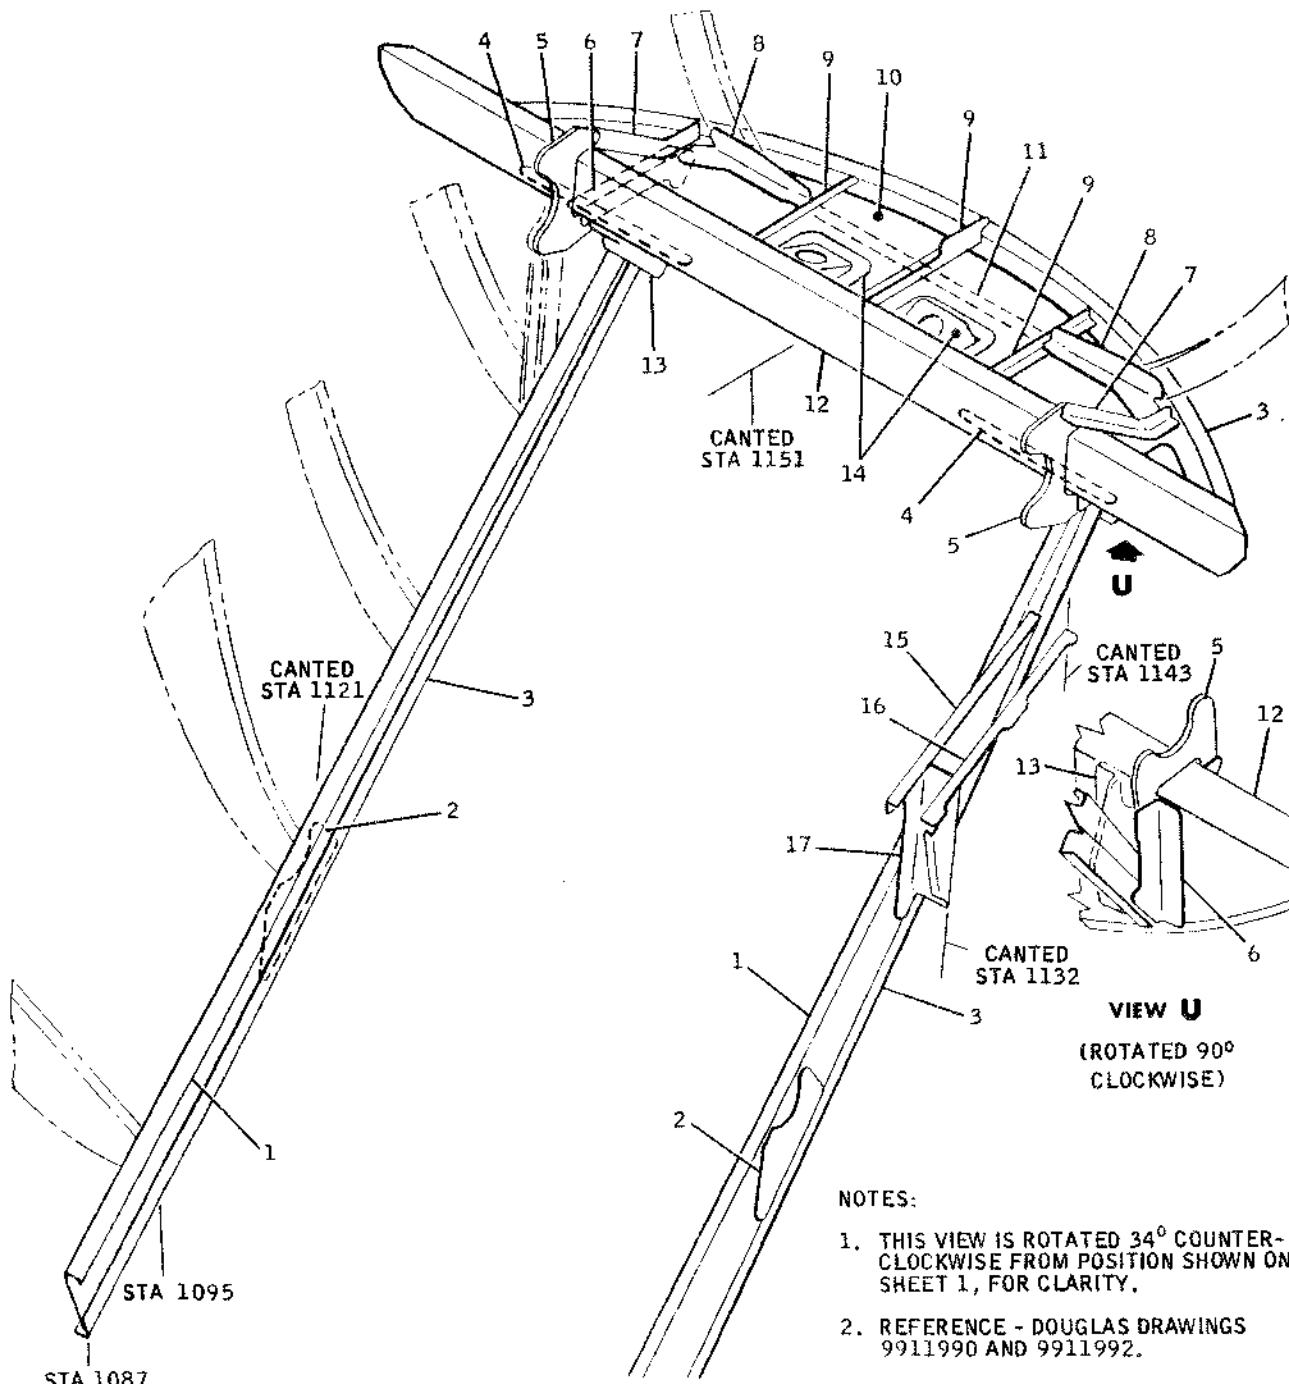 4 5 6 7 8 9 10 9 11 9 8 7
13
12
CANTED
STA 1151
14
4
3
5
U
CANTED
STA 1121
3
15
CANTED
STA 1143
5
16
12
13
2
17
6
1
CANTED
STA 1132
3
VIEW U
(ROTATED 90°
CLOCKWISE)
1
2
STA 1095
STA 1087
NOTES:
1. THIS VIEW IS ROTATED 34° COUNTER-
CLOCKWISE FROM POSITION SHOWN ON
SHEET 1, FOR CLARITY.
2. REFERENCE - DOUGLAS DRAWINGS
9911990 AND 9911992.